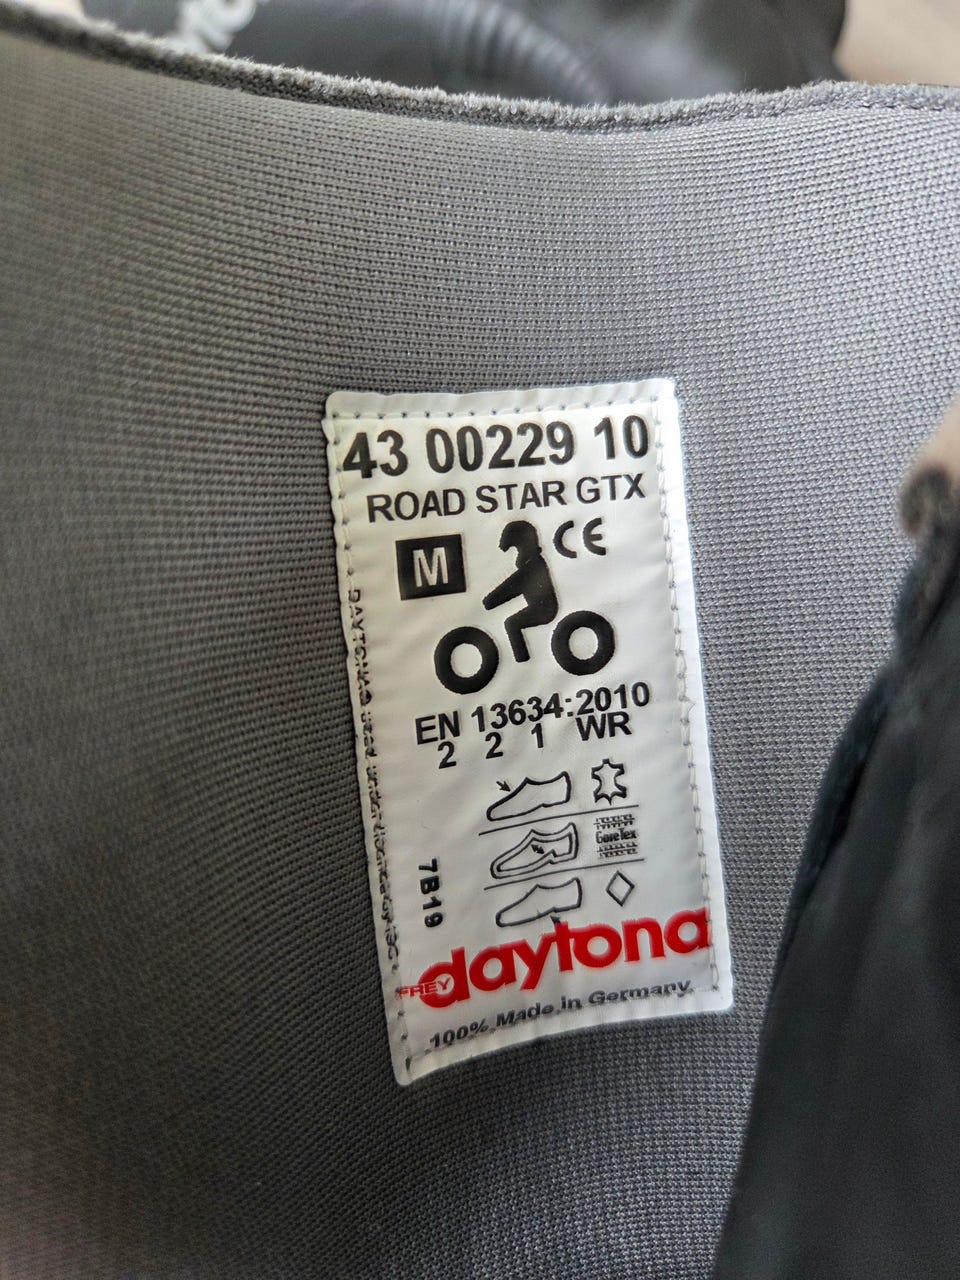 43 00229 10
ROAD STAR GTX
M
CE
EN 13634:2010
2 2 1 WR
GoreTex
7B19
FREY daytona
100% Made in Germany